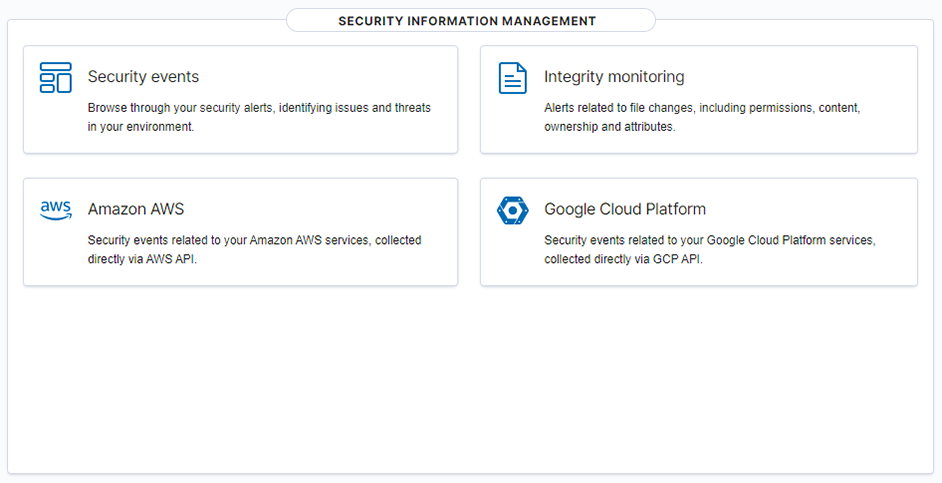 SECURITY INFORMATION MANAGEMENT
Security events
Browse through your security alerts, identifying issues and threats
in your environment.
Integrity monitoring
Alerts related to file changes, including permissions, content,
ownership and attributes.
aws
Amazon AWS
Security events related to your Amazon AWS services, collected
directly via AWS API.
Google Cloud Platform
Security events related to your Google Cloud Platform services,
collected directly via GCP API.